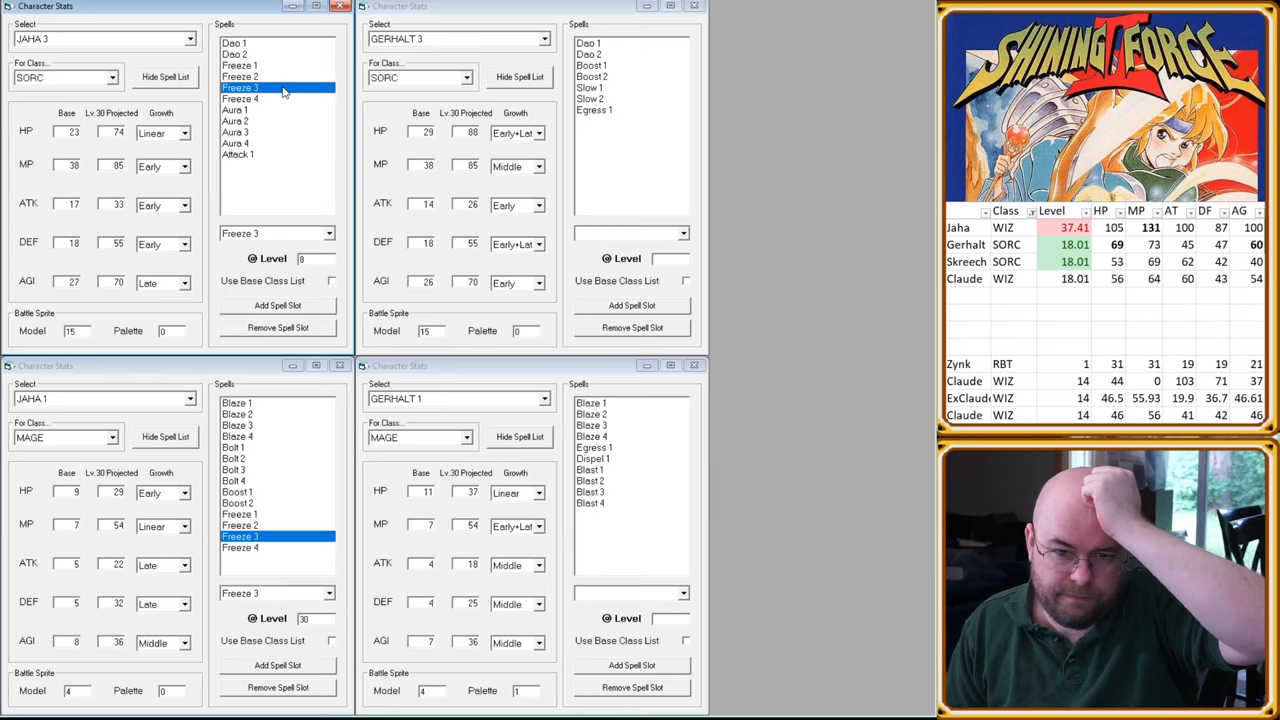 Character Stats
Select
JAHA 3
For Class...
SORC
Hide Spell List
Base Lv.30 Projected Growth
HP 23 74 Linear
MP 38 85 Early
ATK 17 33 Early
DEF 18 55 Early
AGI 27 70 Late
Battle Sprite
Model 15 Palette 0
Spells
Dao 1
Dao 2
Freeze 1
Freeze 2
Freeze 3
Freeze 4
Aura 1
Aura 2
Aura 3
Aura 4
Attack 1
Freeze 3
@ Level 8
Use Base Class List
Add Spell Slot
Remove Spell Slot
Character Stats
Select
GERHALT 3
For Class...
SORC
Hide Spell List
Base Lv.30 Projected Growth
HP 29 88 Early+Lat
MP 38 85 Middle
ATK 14 26 Early
DEF 18 55 Early+Lat
AGI 26 70 Early
Battle Sprite
Model 15 Palette 0
Spells
Dao 1
Dao 2
Boost 1
Boost 2
Slow 1
Slow 2
Egress 1
@ Level
Use Base Class List
Add Spell Slot
Remove Spell Slot
Character Stats
Select
JAHA 1
For Class...
MAGE
Hide Spell List
Base Lv.30 Projected Growth
HP 9 29 Early
MP 7 54 Linear
ATK 5 22 Late
DEF 5 32 Late
AGI 8 36 Middle
Battle Sprite
Model 4 Palette 0
Spells
Blaze 1
Blaze 2
Blaze 3
Blaze 4
Bolt 1
Bolt 2
Bolt 3
Bolt 4
Boost 1
Boost 2
Freeze 1
Freeze 2
Freeze 3
Freeze 4
Freeze 3
@ Level 30
Use Base Class List
Add Spell Slot
Remove Spell Slot
Character Stats
Select
GERHALT 1
For Class...
MAGE
Hide Spell List
Base Lv.30 Projected Growth
HP 11 37 Linear
MP 7 54 Early+Lat
ATK 4 18 Middle
DEF 4 25 Middle
AGI 7 36 Middle
Battle Sprite
Model 4 Palette 1
Spells
Blaze 1
Blaze 2
Blaze 3
Blaze 4
Egress 1
Dispel 1
Blast 1
Blast 2
Blast 3
Blast 4
@ Level
Use Base Class List
Add Spell Slot
Remove Spell Slot
SHINING FORCE II
Class Level HP MP AT DF AG
Jaha WIZ 37.41 105 131 100 87 100
Gerhalt SORC 18.01 69 73 45 47 60
Skreech SORC 18.01 53 69 62 42 40
Claude WIZ 18.01 56 64 60 43 54
Zynk RBT 1 31 31 19 19 21
Claude WIZ 14 44 0 103 71 37
ExClaude WIZ 14 46.5 55.93 19.9 36.7 46.61
Claude WIZ 14 46 56 41 42 46